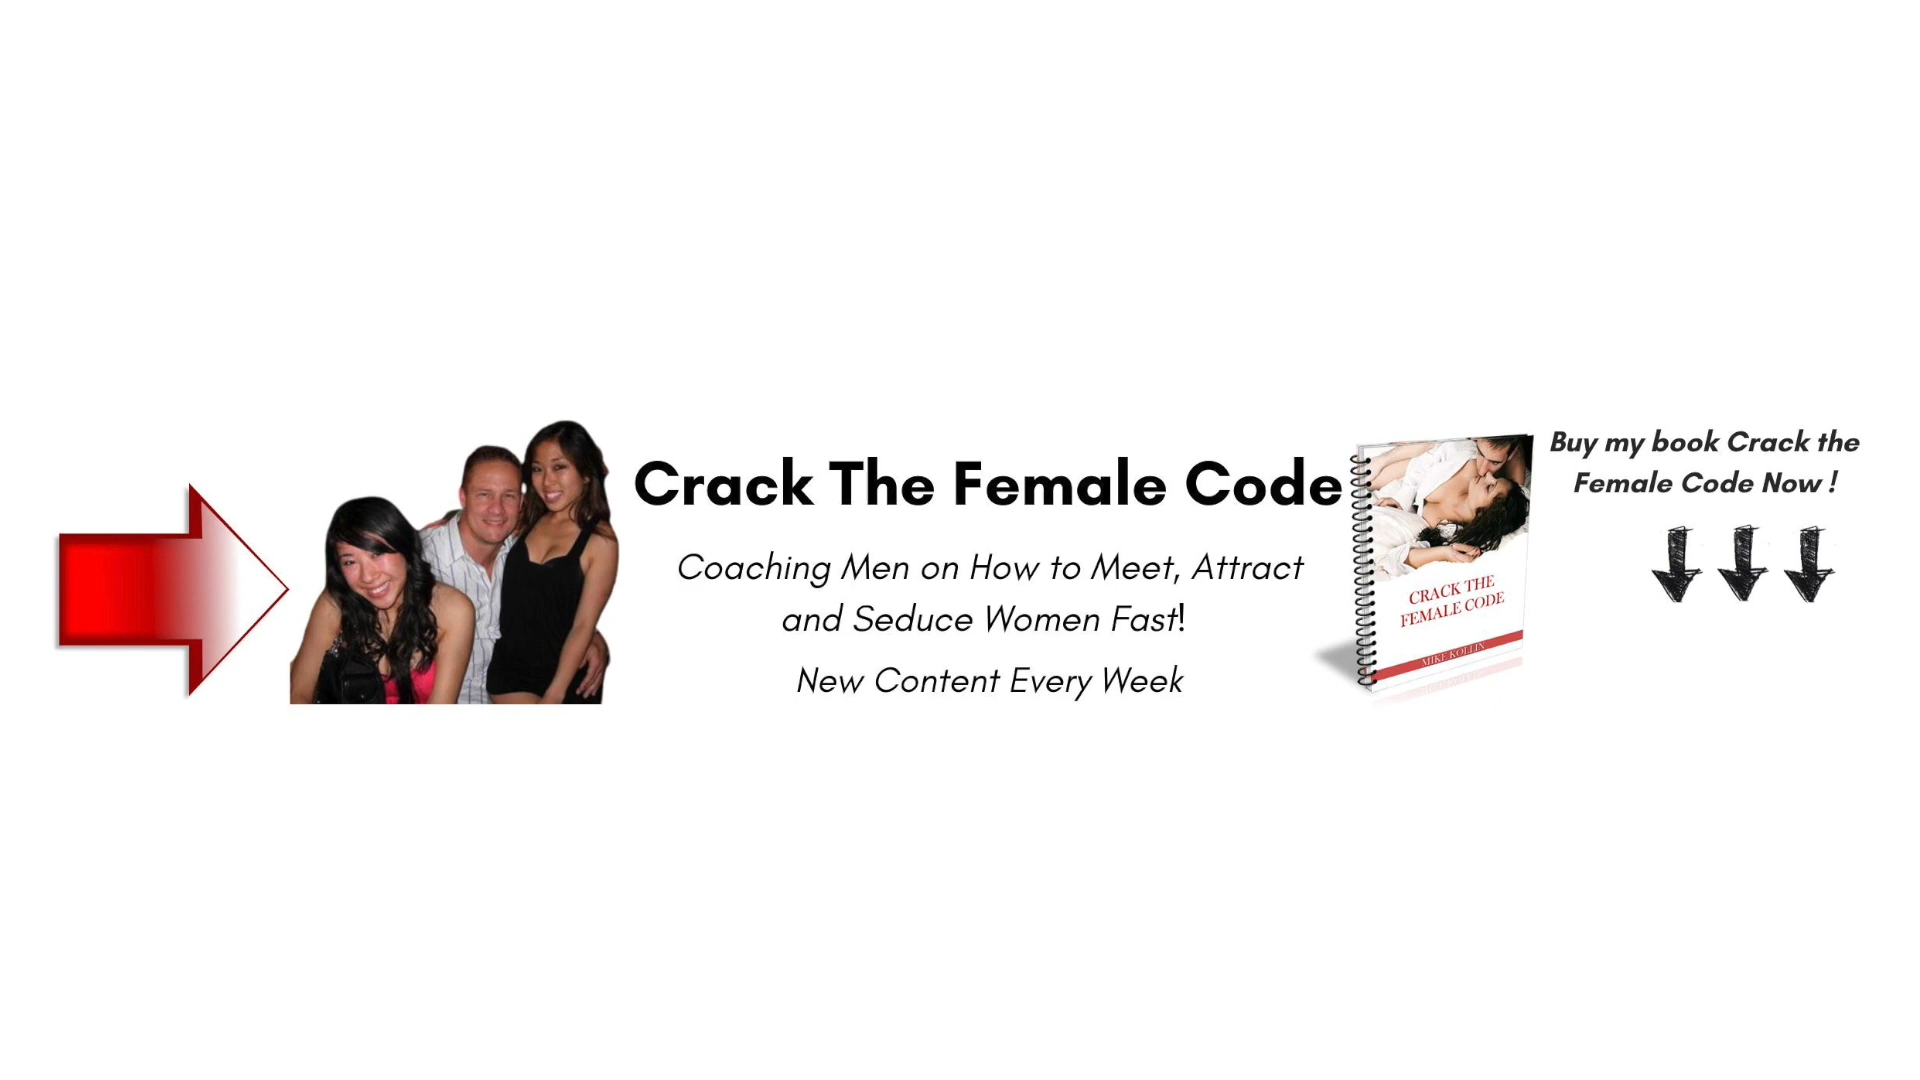 Crack The Female Code
Coaching Men on How to Meet, Attract
and Seduce Women Fast!
New Content Every Week
CRACK THE
FEMALE CODE
MIKE KOLLIN
Buy my book Crack the
Female Code Now !